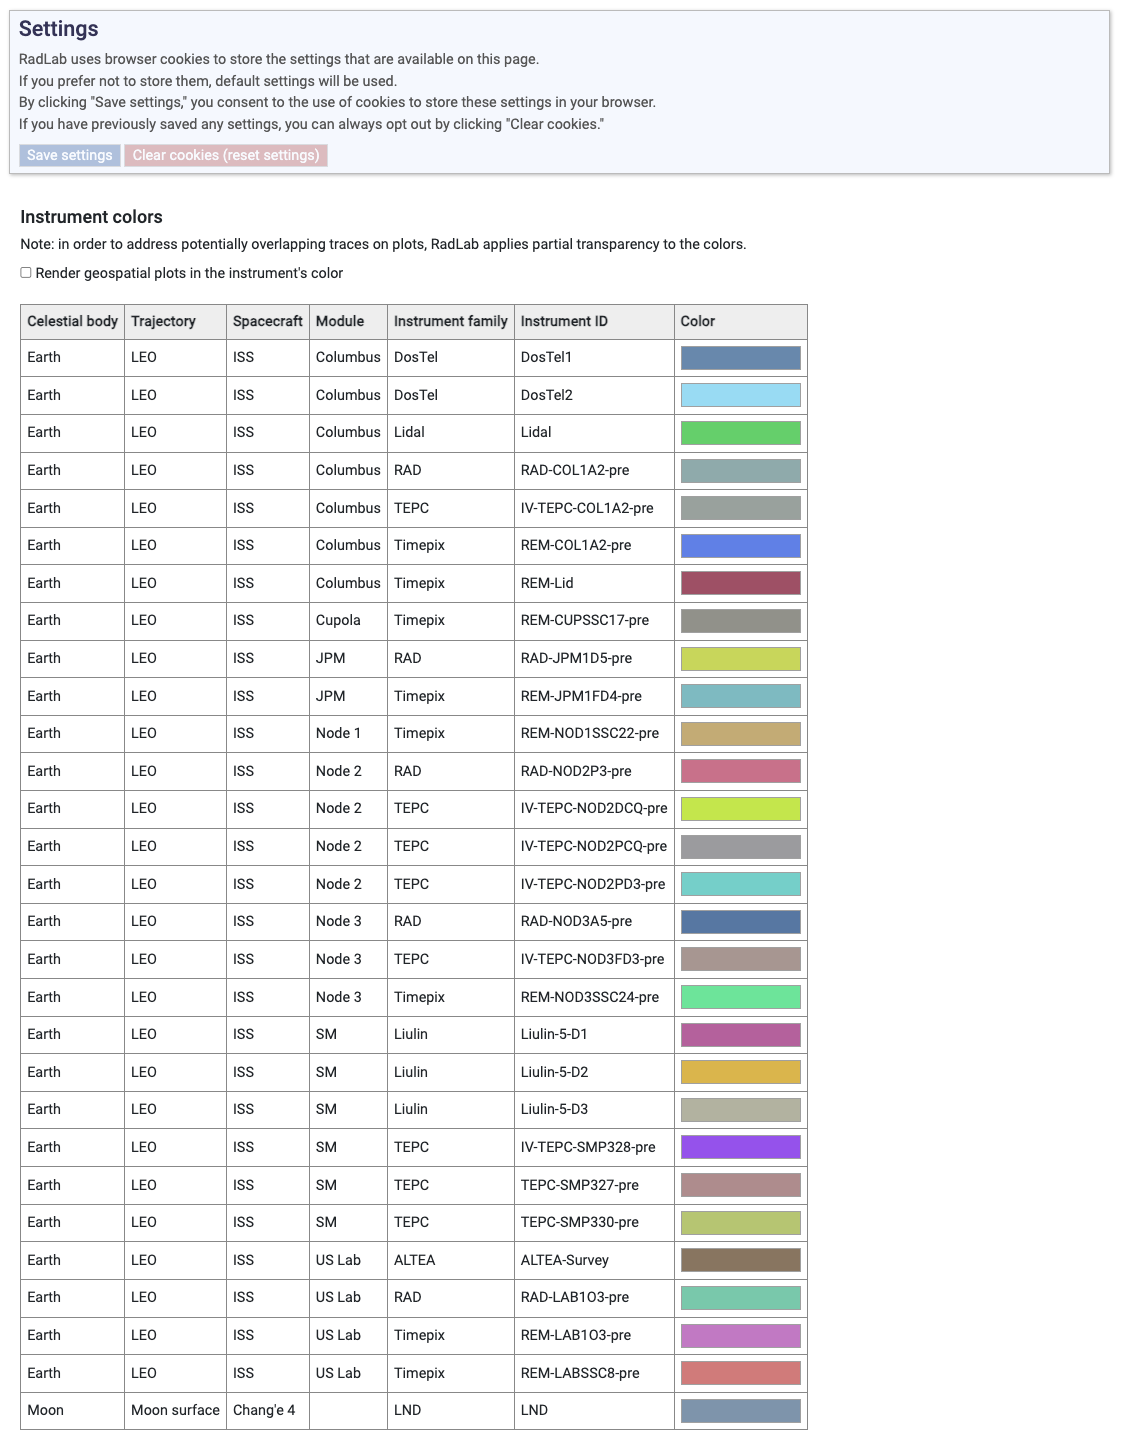 Settings
RadLab uses browser cookies to store the settings that are available on this page.
If you prefer not to store them, default settings will be used.
By clicking "Save settings," you consent to the use of cookies to store these settings in your browser.
If you have previously saved any settings, you can always opt out by clicking "Clear cookies."
Save settings Clear cookies (reset settings)
Instrument colors
Note: in order to address potentially overlapping traces on plots, RadLab applies partial transparency to the colors.
Render geospatial plots in the instrument's color
Celestial body Trajectory Spacecraft Module Instrument family Instrument ID Color
Earth LEO ISS Columbus DosTel DosTel1
Earth LEO ISS Columbus DosTel DosTel2
Earth LEO ISS Columbus Lidal Lidal
Earth LEO ISS Columbus RAD RAD-COL1A2-pre
Earth LEO ISS Columbus TEPC IV-TEPC-COL1A2-pre
Earth LEO ISS Columbus Timepix REM-COL1A2-pre
Earth LEO ISS Columbus Timepix REM-Lid
Earth LEO ISS Cupola Timepix REM-CUPSSC17-pre
Earth LEO ISS JPM RAD RAD-JPM1D5-pre
Earth LEO ISS JPM Timepix REM-JPM1FD4-pre
Earth LEO ISS Node 1 Timepix REM-NOD1SSC22-pre
Earth LEO ISS Node 2 RAD RAD-NOD2P3-pre
Earth LEO ISS Node 2 TEPC IV-TEPC-NOD2DCQ-pre
Earth LEO ISS Node 2 TEPC IV-TEPC-NOD2PCQ-pre
Earth LEO ISS Node 2 TEPC IV-TEPC-NOD2PD3-pre
Earth LEO ISS Node 3 RAD RAD-NOD3A5-pre
Earth LEO ISS Node 3 TEPC IV-TEPC-NOD3FD3-pre
Earth LEO ISS Node 3 Timepix REM-NOD3SSC24-pre
Earth LEO ISS SM Liulin Liulin-5-D1
Earth LEO ISS SM Liulin Liulin-5-D2
Earth LEO ISS SM Liulin Liulin-5-D3
Earth LEO ISS SM TEPC IV-TEPC-SMP328-pre
Earth LEO ISS SM TEPC TEPC-SMP327-pre
Earth LEO ISS SM TEPC TEPC-SMP330-pre
Earth LEO ISS US Lab ALTEA ALTEA-Survey
Earth LEO ISS US Lab RAD RAD-LAB1O3-pre
Earth LEO ISS US Lab Timepix REM-LAB1O3-pre
Earth LEO ISS US Lab Timepix REM-LABSSC8-pre
Moon Moon surface Chang'e 4 LND LND